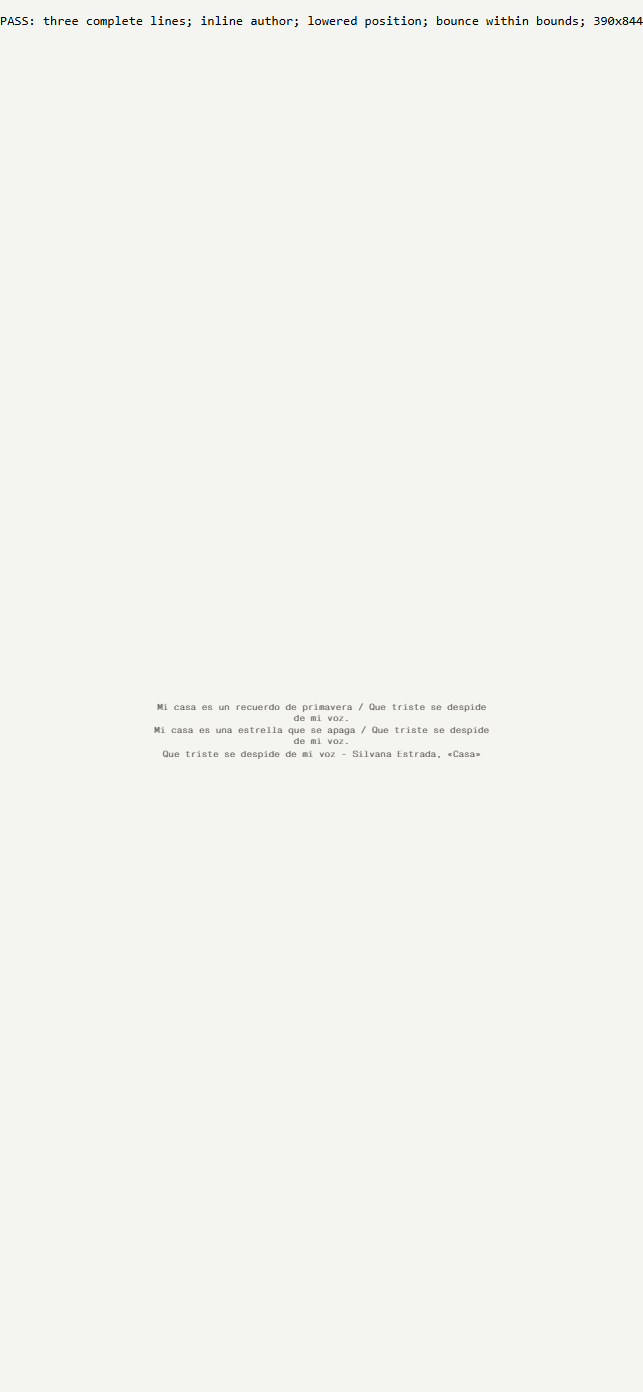 PASS: three complete lines; inline author; lowered position; bounce within bounds; 390x844
Mi casa es un recuerdo de primavera / Que triste se despide
de mi voz.
Mi casa es una estrella que se apaga / Que triste se despide
de mi voz.
Que triste se despide de mi voz - Silvana Estrada, «Casa»